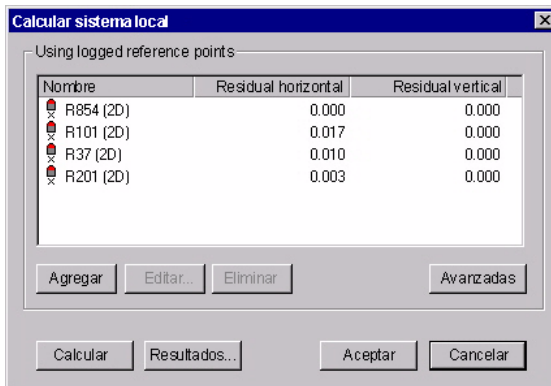 Calcular sistema local
Using logged reference points
Nombre Residual horizontal Residual vertical
R854 (2D) 0.000 0.000
R101 (2D) 0.017 0.000
R37 (2D) 0.010 0.000
R201 (2D) 0.003 0.000
Agregar Editar... Eliminar Avanzadas
Calcular Resultados... Aceptar Cancelar